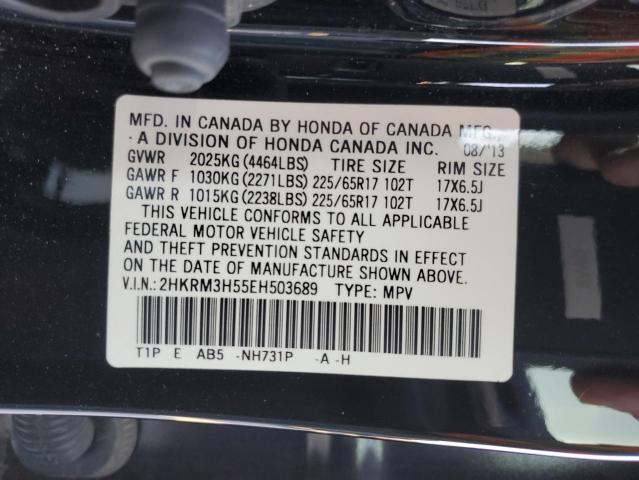 MFD. IN CANADA BY HONDA OF CANADA MFG.,
A DIVISION OF HONDA CANADA INC. 08/'13
GVWR 2025KG (4464LBS) TIRE SIZE RIM SIZE
GAWR F 1030KG (2271LBS) 225/65R17 102T 17X6.5J
GAWR R 1015KG (2238LBS) 225/65R17 102T 17X6.5J
THIS VEHICLE CONFORMS TO ALL APPLICABLE
FEDERAL MOTOR VEHICLE SAFETY
AND THEFT PREVENTION STANDARDS IN EFFECT
ON THE DATE OF MANUFACTURE SHOWN ABOVE.
V.I.N.: 2HKRM3H55EH503689 TYPE: MPV
T1P E AB5 -NH731P -A -H